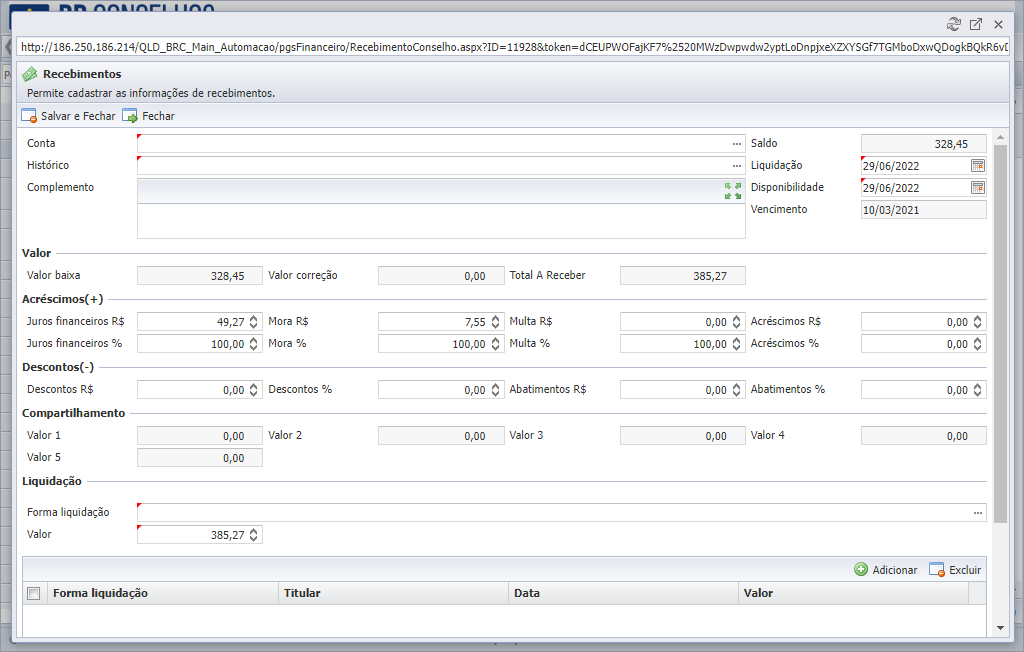 BR CONSELHOS
http://186.250.186.214/QLD_BRC_Main_Automacao/pgsFinanceiro/RecebimentoConselho.aspx?ID=11928&token=dCEUPWOFajKF7%2520MWzDwpwdw2yptLoDnpjxeXZXYSGf7TGMboDxwQDogkBQkR6vD
Recebimentos
Permite cadastrar as informações de recebimentos.
Salvar e Fechar Fechar
Conta ... Saldo 328,45
Histórico ... Liquidação 29/06/2022
Complemento Disponibilidade 29/06/2022
Vencimento 10/03/2021
Valor
Valor baixa 328,45 Valor correção 0,00 Total A Receber 385,27
Acréscimos(+)
Juros financeiros R$ 49,27 Mora R$ 7,55 Multa R$ 0,00 Acréscimos R$ 0,00
Juros financeiros % 100,00 Mora % 100,00 Multa % 100,00 Acréscimos % 0,00
Descontos(-)
Descontos R$ 0,00 Descontos % 0,00 Abatimentos R$ 0,00 Abatimentos % 0,00
Compartilhamento
Valor 1 0,00 Valor 2 0,00 Valor 3 0,00 Valor 4 0,00
Valor 5 0,00
Liquidação
Forma liquidação ...
Valor 385,27
Adicionar Excluir
Forma liquidação Titular Data Valor